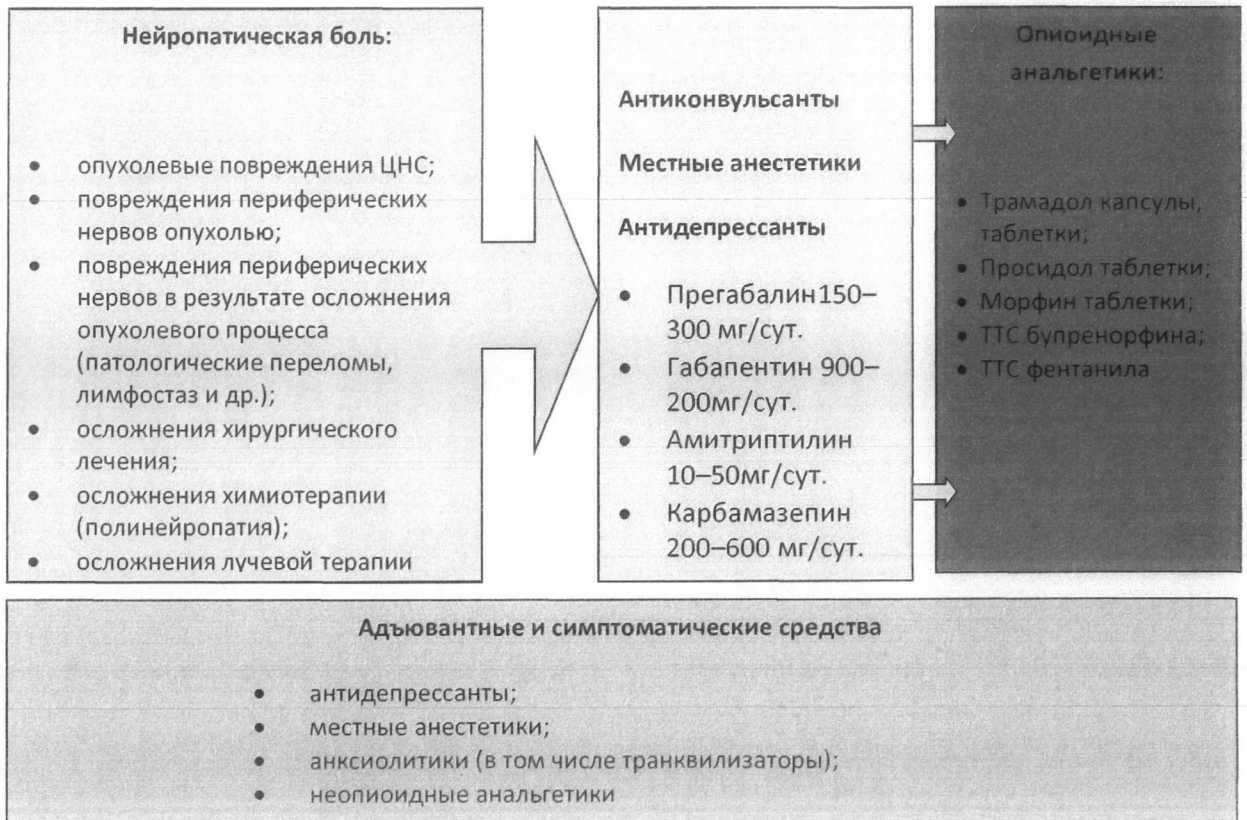 Нейропатическая боль:
• опухолевые повреждения ЦНС;
• повреждения периферических
нервов опухолью;
• повреждения периферических
нервов в результате осложнения
опухолевого процесса
(патологические переломы,
лимфостаз и др.);
• осложнения хирургического
лечения;
• осложнения химиотерапии
(полинейропатия);
• осложнения лучевой терапии
Антиконвульсанты
Местные анестетики
Антидепрессанты
• Прегабалин 150–
300 мг/сут.
• Габапентин 900–
200мг/сут.
• Амитриптилин
10–50мг/сут.
• Карбамазепин
200–600 мг/сут.
Опиоидные
анальгетики:
• Трамадол капсулы,
таблетки;
• Просидол таблетки;
• Морфин таблетки;
• ТТС бупренорфина;
• ТТС фентанила
Адъювантные и симптоматические средства
• антидепрессанты;
• местные анестетики;
• анксиолитики (в том числе транквилизаторы);
• неопиоидные анальгетики